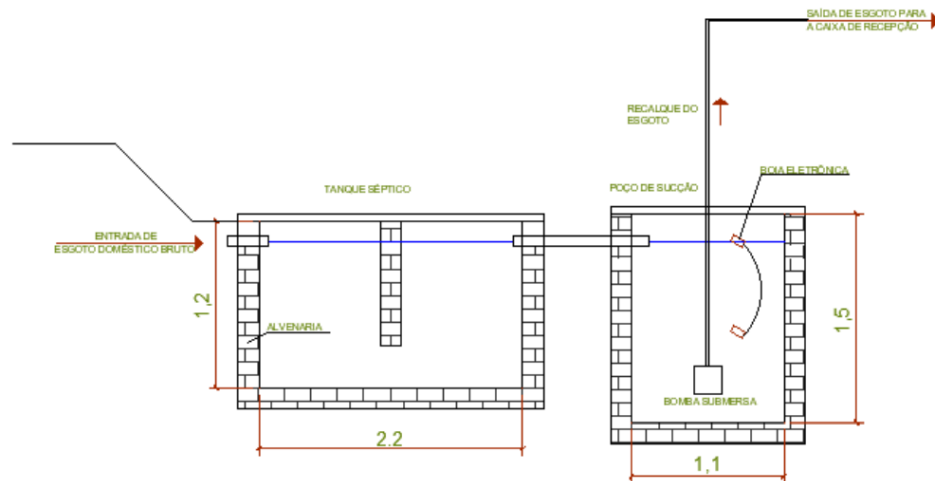 SAÍDA DE ESGOTO PARA
A CAIXA DE RECEPÇÃO
RECALQUE DO
ESGOTO
BOIA ELETRÔNICA
TANQUE SÉPTICO
POÇO DE SUCÇÃO
ENTRADA DE
ESGOTO DOMÉSTICO BRUTO
1,2
ALVENARIA
1,5
BOMBA SUBMERSA
2.2
1,1